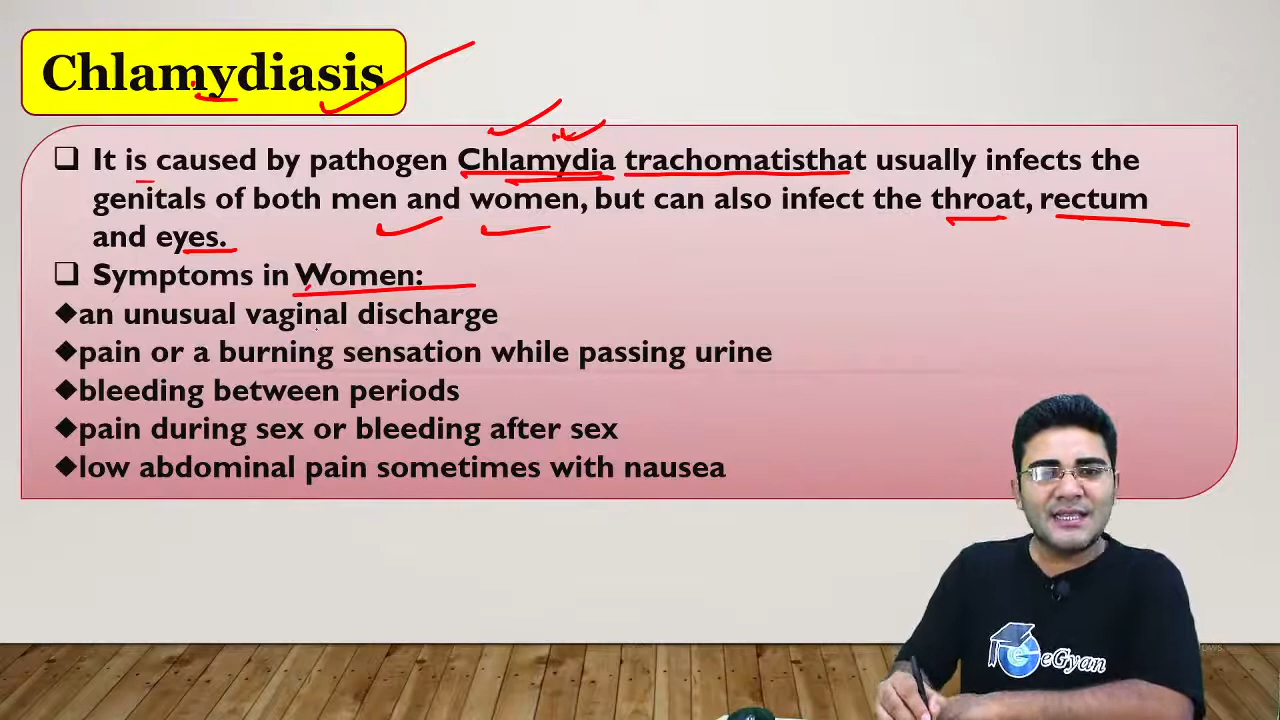 Chlamydiasis
❑ It is caused by pathogen Chlamydia trachomatisthat usually infects the
genitals of both men and women, but can also infect the throat, rectum
and eyes.
❑ Symptoms in Women:
◆an unusual vaginal discharge
◆pain or a burning sensation while passing urine
◆bleeding between periods
◆pain during sex or bleeding after sex
◆low abdominal pain sometimes with nausea
eGyan